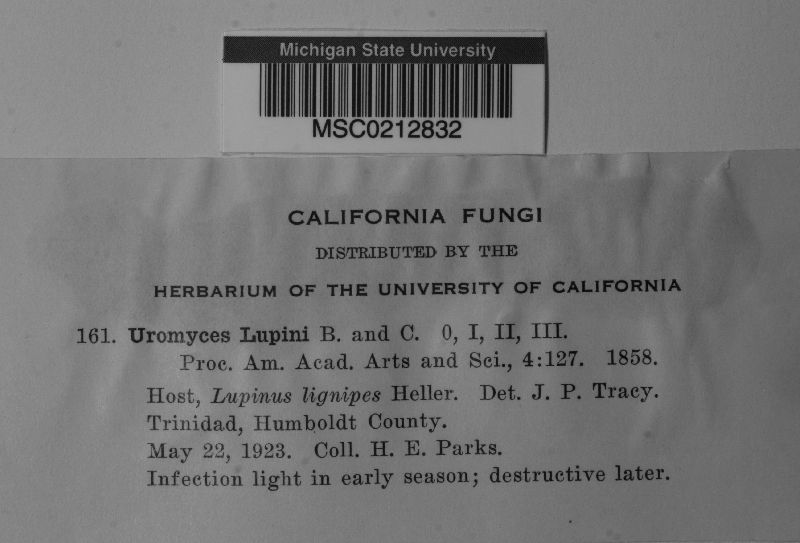 Michigan State University
MSC0212832
CALIFORNIA FUNGI
DISTRIBUTED BY THE
HERBARIUM OF THE UNIVERSITY OF CALIFORNIA
161. Uromyces Lupini B. and C. 0, I, II, III.
Proc. Am. Acad. Arts and Sci., 4:127. 1858.
Host, Lupinus lignipes Heller. Det. J. P. Tracy.
Trinidad, Humboldt County.
May 22, 1923. Coll. H. E. Parks.
Infection light in early season; destructive later.